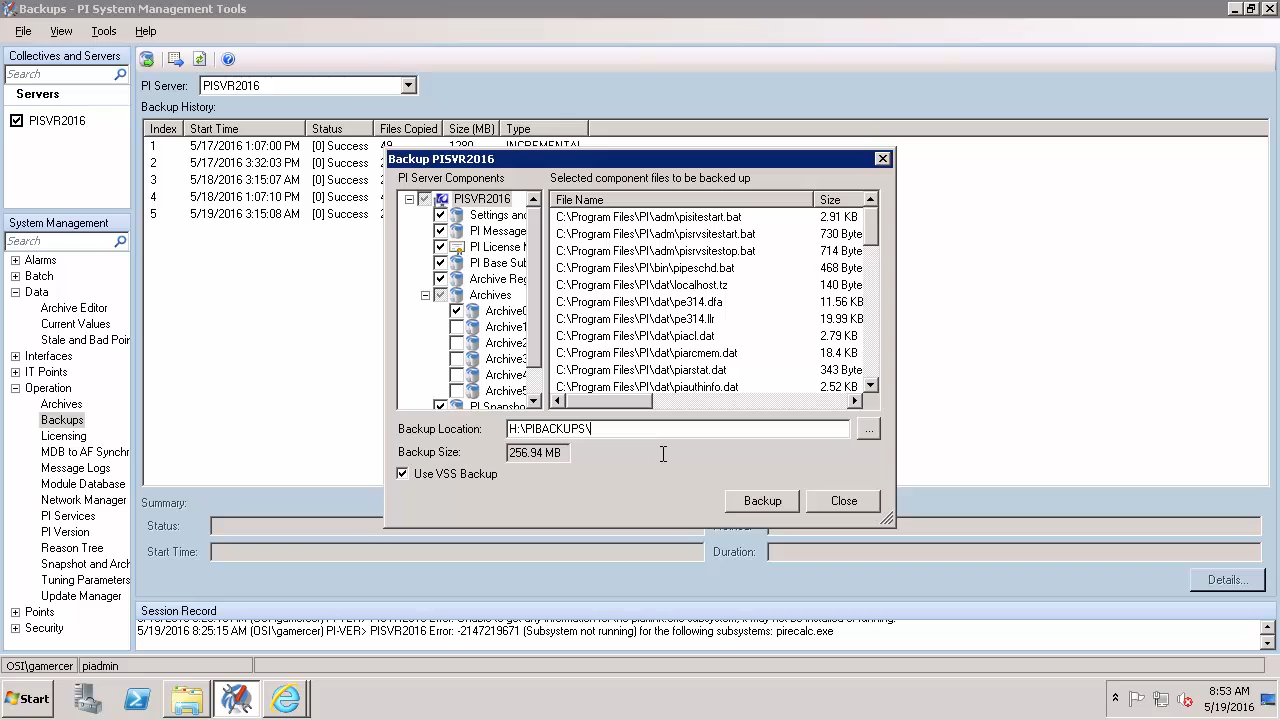 Backups - PI System Management Tools
File View Tools Help
Collectives and Servers
Search
Servers
PISVR2016
System Management
Search
Alarms
Batch
Data
Archive Editor
Current Values
Stale and Bad Poin
Interfaces
IT Points
Operation
Archives
Backups
Licensing
MDB to AF Synchr
Message Logs
Module Database
Network Manager
PI Services
PI Version
Reason Tree
Snapshot and Arch
Tuning Parameters
Update Manager
Points
Security
PI Server: PISVR2016
Backup History:
Index Start Time Status Files Copied Size (MB) Type
1 5/17/2016 1:07:00 PM [0] Success 49 1280 INCREMENTAL
2 5/17/2016 3:32:03 PM [0] Success 2
3 5/18/2016 3:15:07 AM [0] Success 2
4 5/18/2016 1:07:10 PM [0] Success 2
5 5/19/2016 3:15:08 AM [0] Success 2
Backup PISVR2016
PI Server Components
PISVR2016
Settings and
PI Message
PI License
PI Base Sub
Archive Reg
Archives
Archive0
Archive1
Archive2
Archive3
Archive4
Archive5
PI Snapsho
Selected component files to be backed up
File Name Size
C:\Program Files\PI\adm\pisitestart.bat 2.91 KB
C:\Program Files\PI\adm\pisrvsitestart.bat 730 Byte
C:\Program Files\PI\adm\pisrvsitestop.bat 714 Byte
C:\Program Files\PI\bin\pipeschd.bat 468 Byte
C:\Program Files\PI\dat\localhost.tz 140 Byte
C:\Program Files\PI\dat\pe314.dfa 11.56 KB
C:\Program Files\PI\dat\pe314.llr 19.99 KB
C:\Program Files\PI\dat\piacl.dat 2.79 KB
C:\Program Files\PI\dat\piarcmem.dat 18.4 KB
C:\Program Files\PI\dat\piarstat.dat 343 Byte
C:\Program Files\PI\dat\piauthinfo.dat 2.52 KB
Backup Location: H:\PIBACKUPS\ ...
Backup Size: 256.94 MB
Use VSS Backup
Backup Close
Summary:
Status:
Start Time: Duration:
Details...
Session Record
5/19/2016 8:25:15 AM (OSI\gamercer) PI-VER> PISVR2016 Error: -2147219671 (Subsystem not running) for the following subsystems: pirecalc.exe
OSI\gamercer piadmin
Start 8:53 AM
5/19/2016